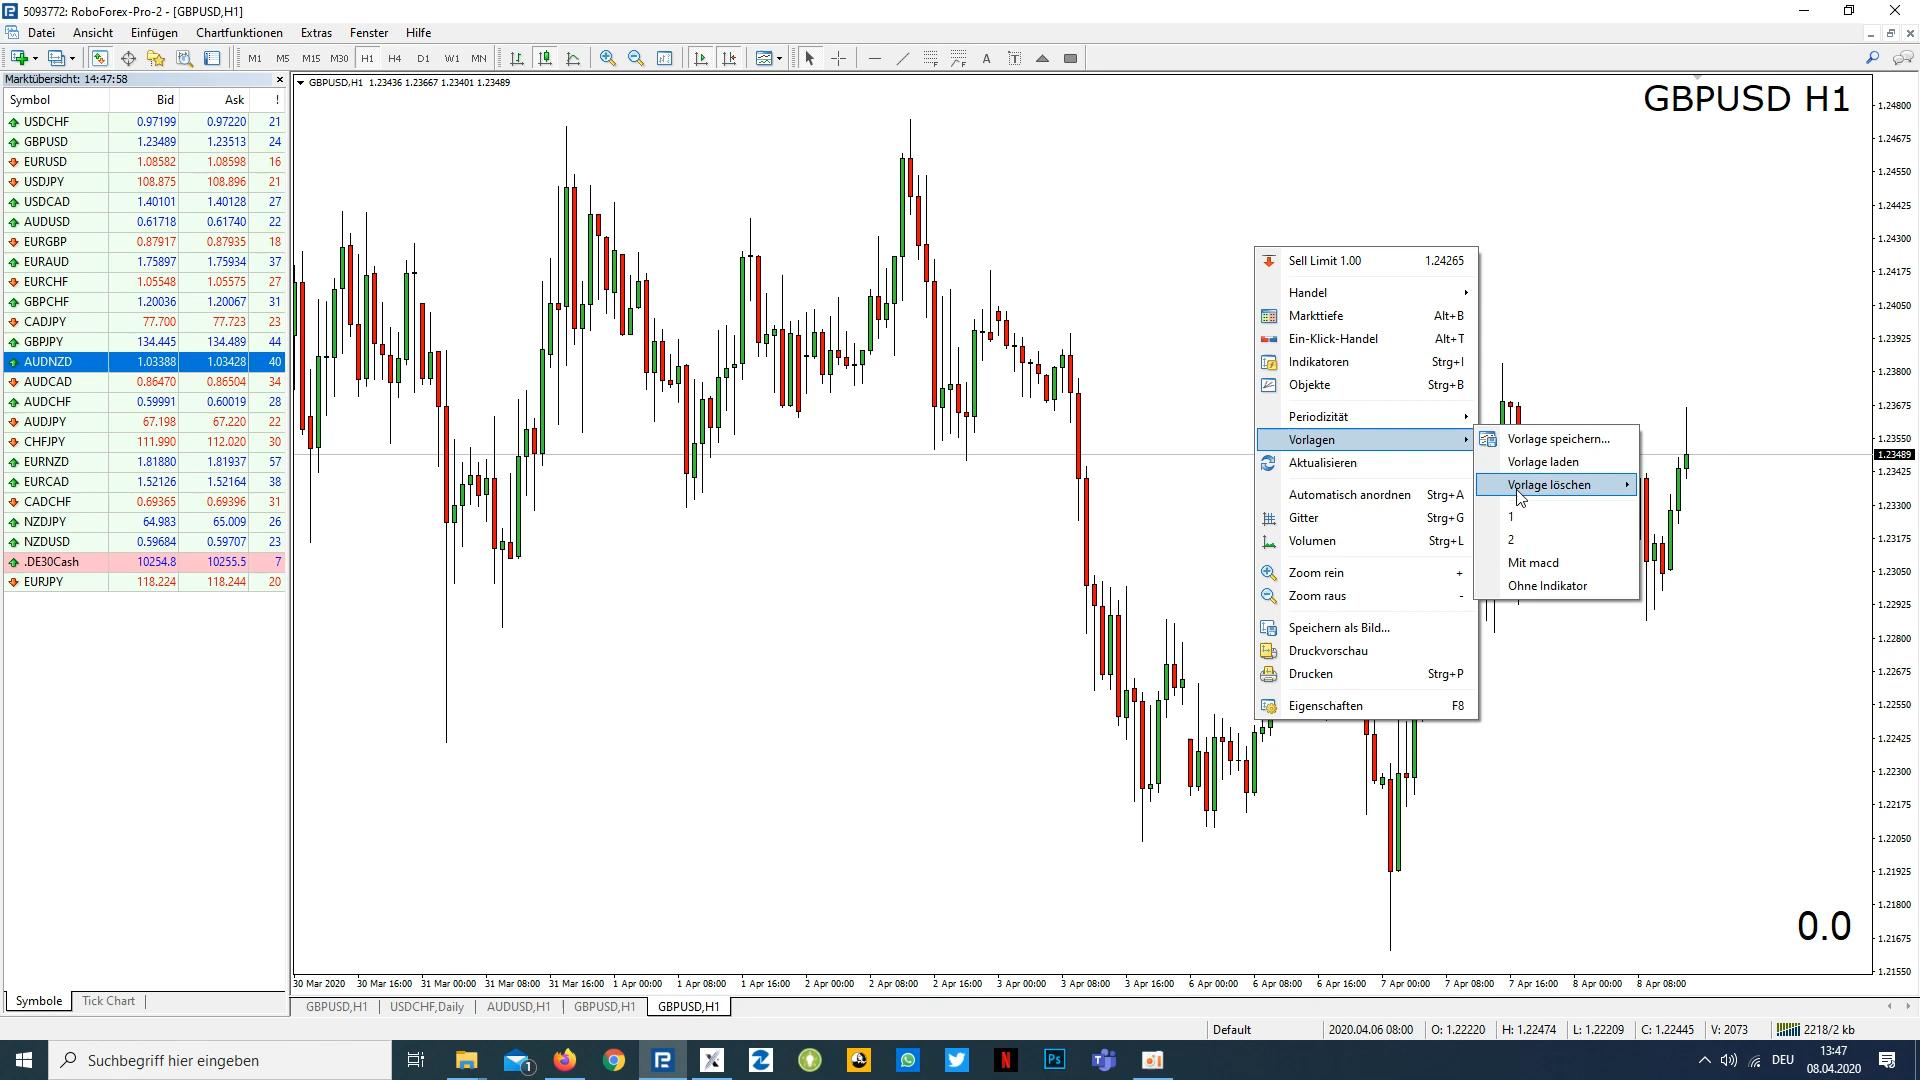 5093772: RoboForex-Pro-2 - [GBPUSD,H1]
Datei Ansicht Einfügen Chartfunktionen Extras Fenster Hilfe
M1 M5 M15 M30 H1 H4 D1 W1 MN A T
Marktübersicht: 14:47:58
Symbol Bid Ask !
USDCHF 0.97199 0.97220 21
GBPUSD 1.23489 1.23513 24
EURUSD 1.08582 1.08598 16
USDJPY 108.875 108.896 21
USDCAD 1.40101 1.40128 27
AUDUSD 0.61718 0.61740 22
EURGBP 0.87917 0.87935 18
EURAUD 1.75897 1.75934 37
EURCHF 1.05548 1.05575 27
GBPCHF 1.20036 1.20067 31
CADJPY 77.700 77.723 23
GBPJPY 134.445 134.489 44
AUDNZD 1.03388 1.03428 40
AUDCAD 0.86470 0.86504 34
AUDCHF 0.59991 0.60019 28
AUDJPY 67.198 67.220 22
CHFJPY 111.990 112.020 30
EURNZD 1.81880 1.81937 57
EURCAD 1.52126 1.52164 38
CADCHF 0.69365 0.69396 31
NZDJPY 64.983 65.009 26
NZDUSD 0.59684 0.59707 23
.DE30Cash 10254.8 10255.5 7
EURJPY 118.224 118.244 20
Symbole Tick Chart
GBPUSD,H1 1.23436 1.23667 1.23401 1.23489
GBPUSD H1
Sell Limit 1.00 1.24265
Handel
Markttiefe Alt+B
Ein-Klick-Handel Alt+T
Indikatoren Strg+I
Objekte Strg+B
Periodizität
Vorlagen
Aktualisieren
Automatisch anordnen Strg+A
Gitter Strg+G
Volumen Strg+L
Zoom rein +
Zoom raus -
Speichern als Bild...
Druckvorschau
Drucken Strg+P
Eigenschaften F8
Vorlage speichern...
Vorlage laden
Vorlage löschen
1
2
Mit macd
Ohne Indikator
1.24800
1.24675
1.24550
1.24425
1.24300
1.24175
1.24050
1.23925
1.23800
1.23675
1.23550
1.23489
1.23425
1.23300
1.23175
1.23050
1.22925
1.22800
1.22675
1.22550
1.22425
1.22300
1.22175
1.22050
1.21925
1.21800
1.21675
1.21550
0.0
30 Mar 2020 30 Mar 16:00 31 Mar 00:00 31 Mar 08:00 31 Mar 16:00 1 Apr 00:00 1 Apr 08:00 1 Apr 16:00 2 Apr 00:00 2 Apr 08:00 2 Apr 16:00 3 Apr 00:00 3 Apr 08:00 3 Apr 16:00 6 Apr 00:00 6 Apr 08:00 6 Apr 16:00 7 Apr 00:00 7 Apr 08:00 7 Apr 16:00 8 Apr 00:00 8 Apr 08:00
GBPUSD,H1 USDCHF,Daily AUDUSD,H1 GBPUSD,H1 GBPUSD,H1
Default 2020.04.06 08:00 O: 1.22220 H: 1.22474 L: 1.22209 C: 1.22445 V: 2073 2218/2 kb
Suchbegriff hier eingeben
1
N
Ps
DEU
13:47
08.04.2020